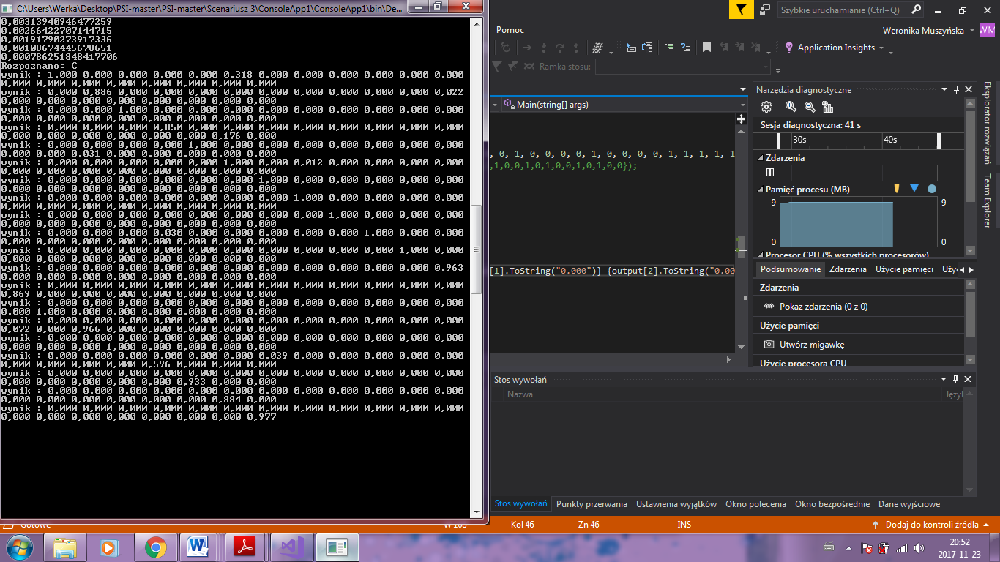 C:\Users\Werka\Desktop\PSI-master\PSI-master\Scenariusz 3\ConsoleApp1\ConsoleApp1\bin\De...
0,00313940946477259
0,00266422707144715
0,00191790273917336
0,00108674445678651
0,000786251848417706
Rozpoznano: C
wynik : 1,000 0,000 0,000 0,000 0,000 0,318 0,000 0,000 0,000 0,000 0,000 0,000
0,000 0,000 0,000 0,000 0,000 0,000 0,000 0,000
wynik : 0,000 0,886 0,000 0,000 0,000 0,000 0,000 0,000 0,000 0,000 0,000 0,022
0,000 0,000 0,000 0,000 0,000 0,000 0,000 0,000
wynik : 0,000 0,000 1,000 0,000 0,000 0,000 0,000 0,000 0,000 0,000 0,000 0,000
0,000 0,000 0,000 0,000 0,000 0,000 0,000 0,000
wynik : 0,000 0,000 0,000 0,850 0,000 0,000 0,000 0,000 0,000 0,000 0,000 0,000
0,000 0,000 0,000 0,000 0,000 0,000 0,176 0,000
wynik : 0,000 0,000 0,000 0,000 1,000 0,000 0,000 0,000 0,000 0,000 0,000 0,000
0,000 0,000 0,031 0,000 0,000 0,000 0,000 0,000
wynik : 0,000 0,000 0,000 0,000 0,000 1,000 0,000 0,012 0,000 0,000 0,000 0,000
0,000 0,000 0,000 0,000 0,000 0,000 0,000 0,000
wynik : 0,000 0,000 0,000 0,000 0,000 0,000 1,000 0,000 0,000 0,000 0,000 0,000
0,000 0,000 0,000 0,000 0,000 0,000 0,000 0,000
wynik : 0,000 0,000 0,000 0,000 0,000 0,000 0,000 1,000 0,000 0,000 0,000 0,000
0,000 0,000 0,000 0,000 0,000 0,000 0,000
wynik : 0,000 0,000 0,000 0,000 0,000 0,000 0,000 0,000 1,000 0,000 0,000 0,000
0,000 0,000 0,000 0,000 0,000 0,000 0,000 0,000
wynik : 0,000 0,000 0,000 0,030 0,000 0,000 0,000 0,000 0,000 1,000 0,000 0,000
0,000 0,000 0,000 0,000 0,000 0,000 0,000 0,000
wynik : 0,000 0,000 0,000 0,000 0,000 0,000 0,000 0,000 0,000 0,000 1,000 0,000
0,000 0,000 0,000 0,000 0,000 0,000 0,000 0,000
wynik : 0,000 0,000 0,000 0,000 0,000 0,000 0,000 0,000 0,000 0,000 0,000 0,963
0,000 0,000 0,000 0,000 0,000 0,000 0,000 0,000
wynik : 0,000 0,000 0,000 0,000 0,000 0,000 0,000 0,000 0,000 0,000 0,000 0,000
0,869 0,000 0,000 0,000 0,000 0,000 0,000 0,000
wynik : 0,000 0,000 0,000 0,000 0,000 0,000 0,000 0,000 0,000 0,000 0,000 0,000
0,000 1,000 0,000 0,000 0,000 0,000 0,000 0,000
wynik : 0,000 0,000 0,000 0,000 0,000 0,000 0,000 0,000 0,000 0,000 0,000 0,000
0,072 0,000 0,966 0,000 0,000 0,000 0,000 0,000
wynik : 0,000 0,000 0,000 0,000 0,000 0,000 0,000 0,000 0,000 0,000 0,000 0,000
0,000 0,000 0,000 1,000 0,000 0,000 0,000 0,000
wynik : 0,000 0,000 0,000 0,000 0,000 0,000 0,039 0,000 0,000 0,000 0,000 0,000
0,000 0,000 0,000 0,000 0,596 0,000 0,000 0,000
wynik : 0,000 0,000 0,000 0,000 0,000 0,000 0,000 0,000 0,000 0,000 0,000 0,000
0,000 0,000 0,000 0,000 0,000 0,933 0,000 0,000
wynik : 0,000 0,000 0,000 0,000 0,000 0,000 0,000 0,000 0,000 0,000 0,000 0,000
0,000 0,000 0,000 0,000 0,000 0,000 0,884 0,000
wynik : 0,000 0,000 0,000 0,000 0,000 0,000 0,000 0,000 0,000 0,000 0,000 0,000
0,000 0,000 0,000 0,000 0,000 0,000 0,000 0,977
Szybkie uruchamianie (Ctrl+Q)
Pomoc
Weronika Muszyńska
WM
Application Insights
Ramka stosu:
Main(string[] args)
, 0, 1, 0, 0, 0, 0, 1, 0, 0, 0, 0, 1, 1, 1, 1, 1
,1,0,0,1,0,1,0,0,1,0,1,0,0});
[1].ToString("0.000")} {output[2].ToString("0.00
Narzędzia diagnostyczne
Sesja diagnostyczna: 41 s
30s 40s
Zdarzenia
Pamięć procesu (MB)
9 9
0 0
Procesor CPU (% wszystkich procesorów)
Podsumowanie Zdarzenia Użycie pamięci Użyc
Zdarzenia
Pokaż zdarzenia (0 z 0)
Użycie pamięci
Utwórz migawkę
Użycie procesora CPU
Eksplorator rozwiązań
Team Explorer
Stos wywołań
Nazwa Język
Stos wywołań Punkty przerwania Ustawienia wyjątków Okno polecenia Okno bezpośrednie Dane wyjściowe
Gotowe W 168 Kol 46 Zn 46 INS Dodaj do kontroli źródła
20:52
2017-11-23